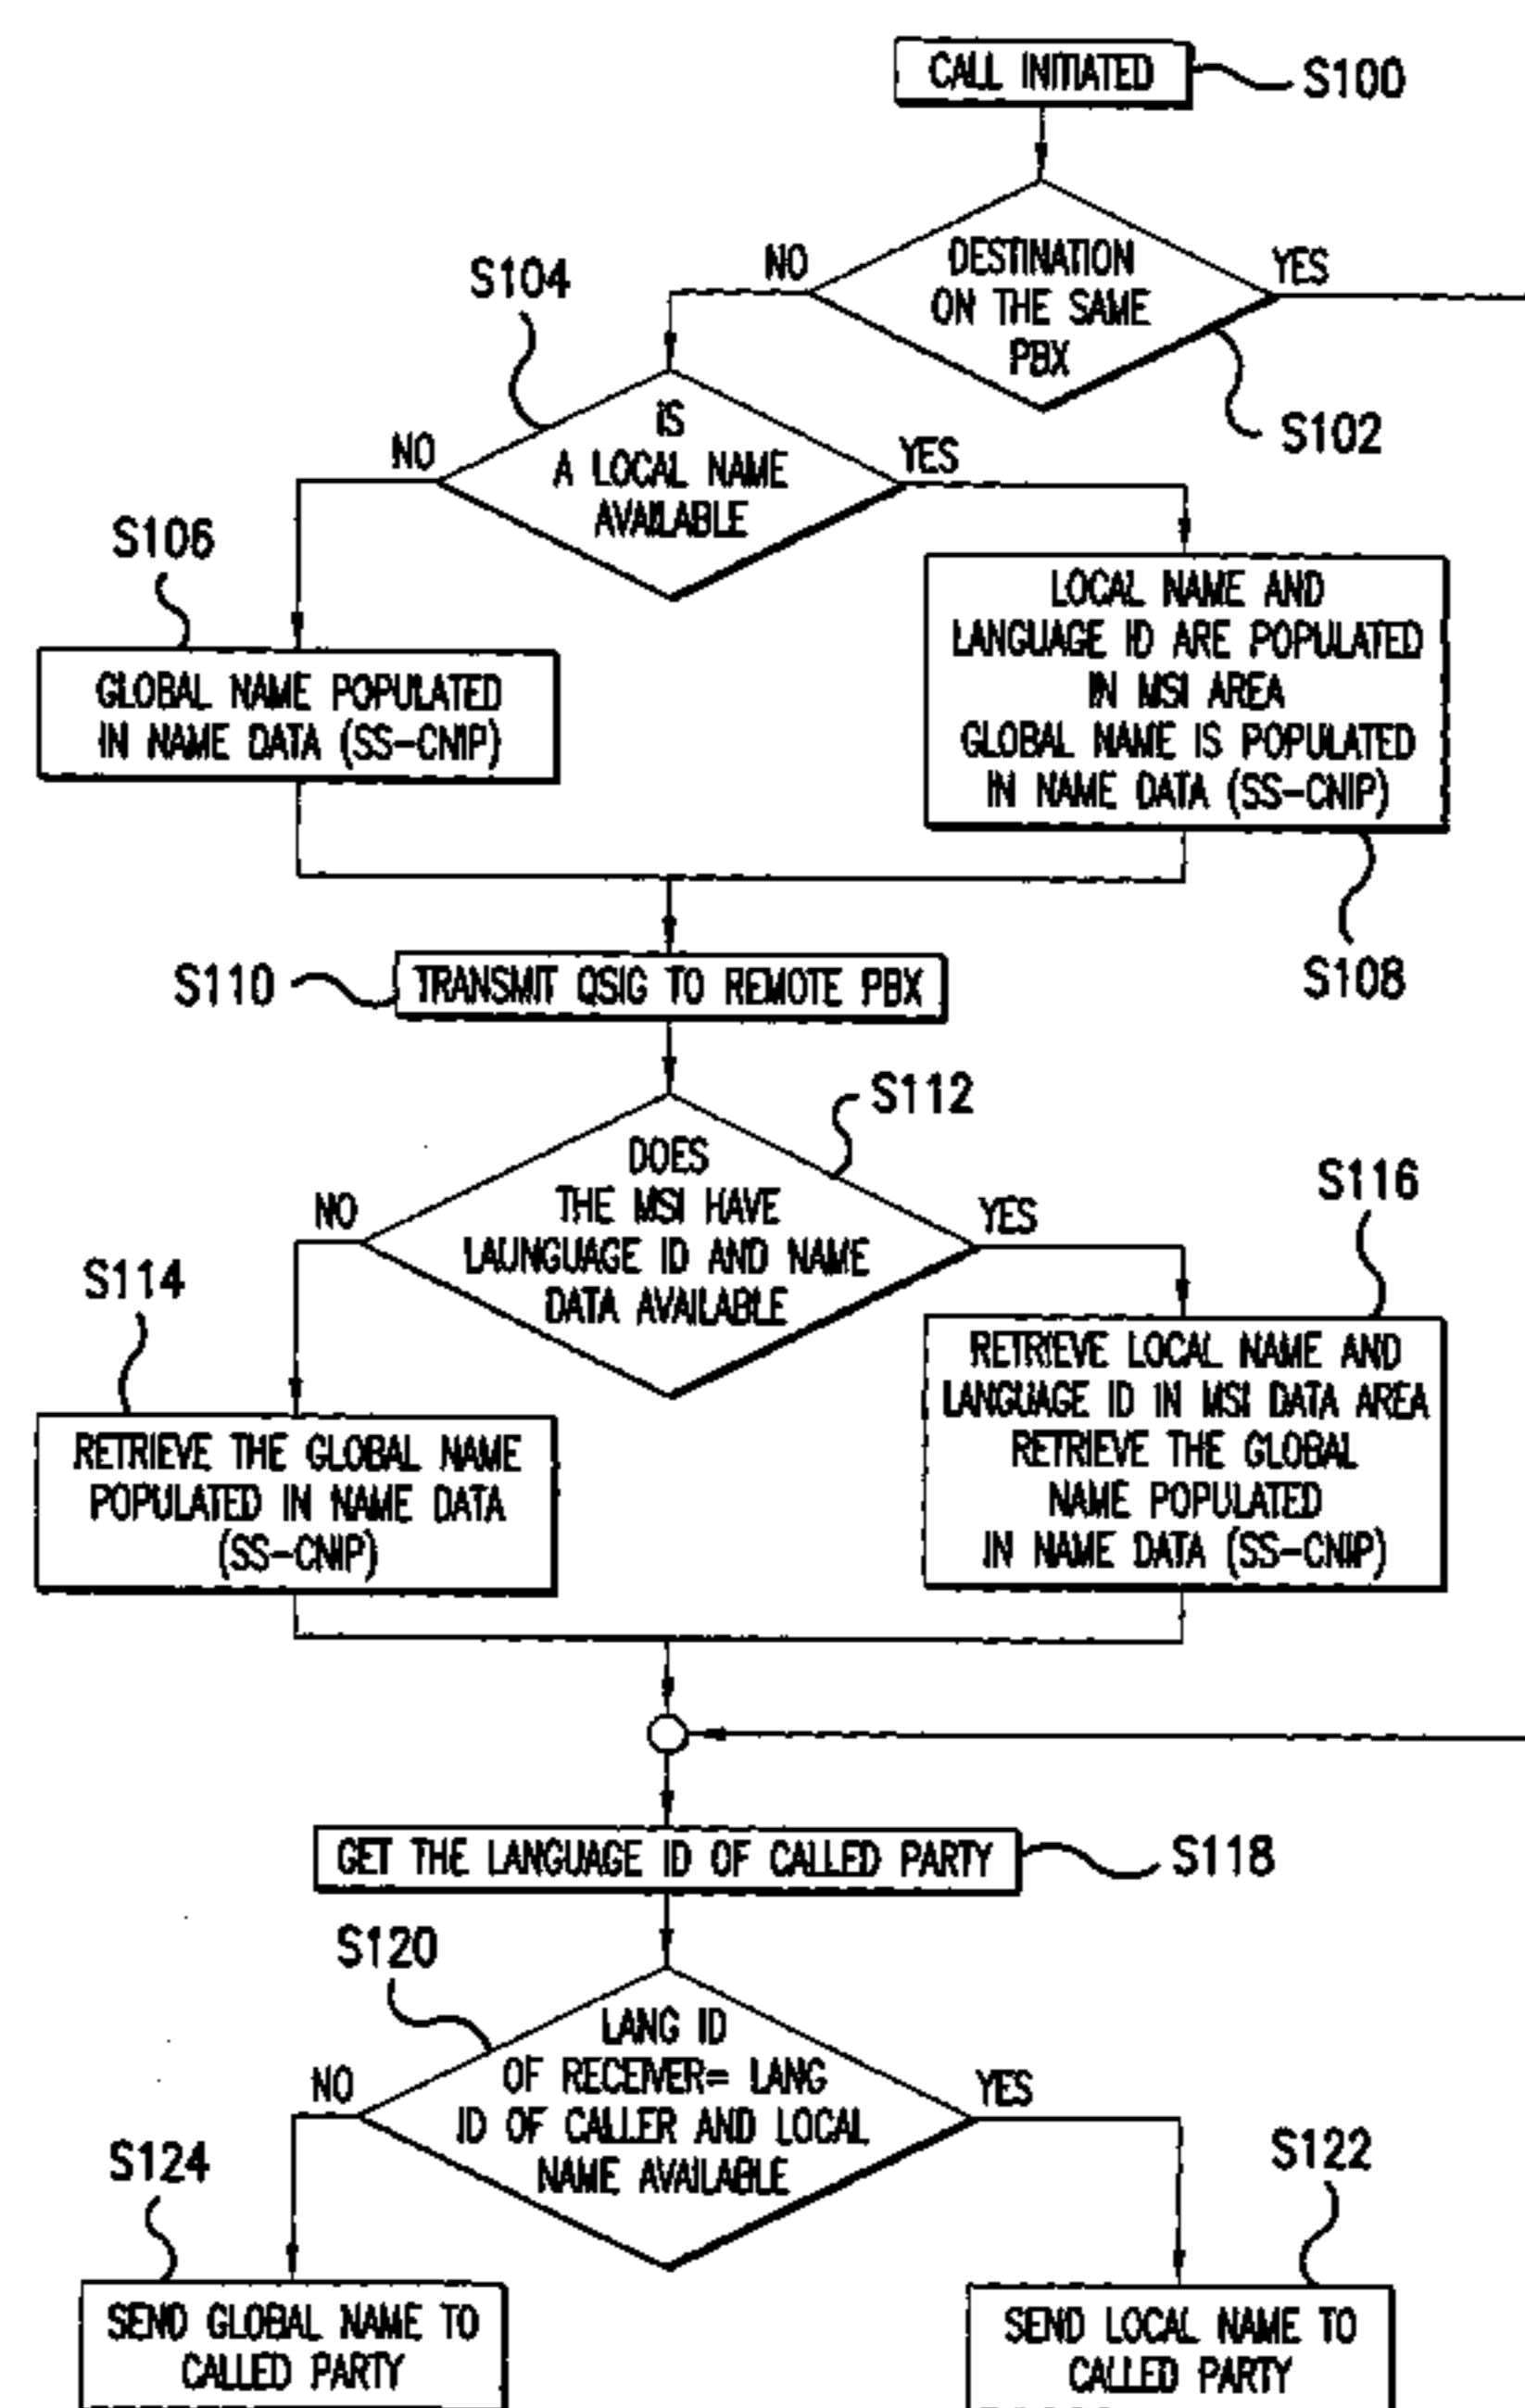 CALL INITIATED
S100
DESTINATION
ON THE SAME
PBX
NO
YES
S102
S104
IS
A LOCAL NAME
AVAILABLE
NO
YES
S106
GLOBAL NAME POPULATED
IN NAME DATA (SS-CNIP)
LOCAL NAME AND
LANGUAGE ID ARE POPULATED
IN MSI AREA
GLOBAL NAME IS POPULATED
IN NAME DATA (SS-CNIP)
S108
S110
TRANSMIT QSIG TO REMOTE PBX
S112
DOES
THE MSI HAVE
LAUNGUAGE ID AND NAME
DATA AVAILABLE
NO
YES
S114
RETRIEVE THE GLOBAL NAME
POPULATED IN NAME DATA
(SS-CNIP)
S116
RETRIEVE LOCAL NAME AND
LANGUAGE ID IN MSI DATA AREA
RETRIEVE THE GLOBAL
NAME POPULATED
IN NAME DATA (SS-CNIP)
GET THE LANGUAGE ID OF CALLED PARTY
S118
S120
LANG ID
OF RECEIVER= LANG
ID OF CALLER AND LOCAL
NAME AVAILABLE
NO
YES
S124
SEND GLOBAL NAME TO
CALLED PARTY
S122
SEND LOCAL NAME TO
CALLED PARTY